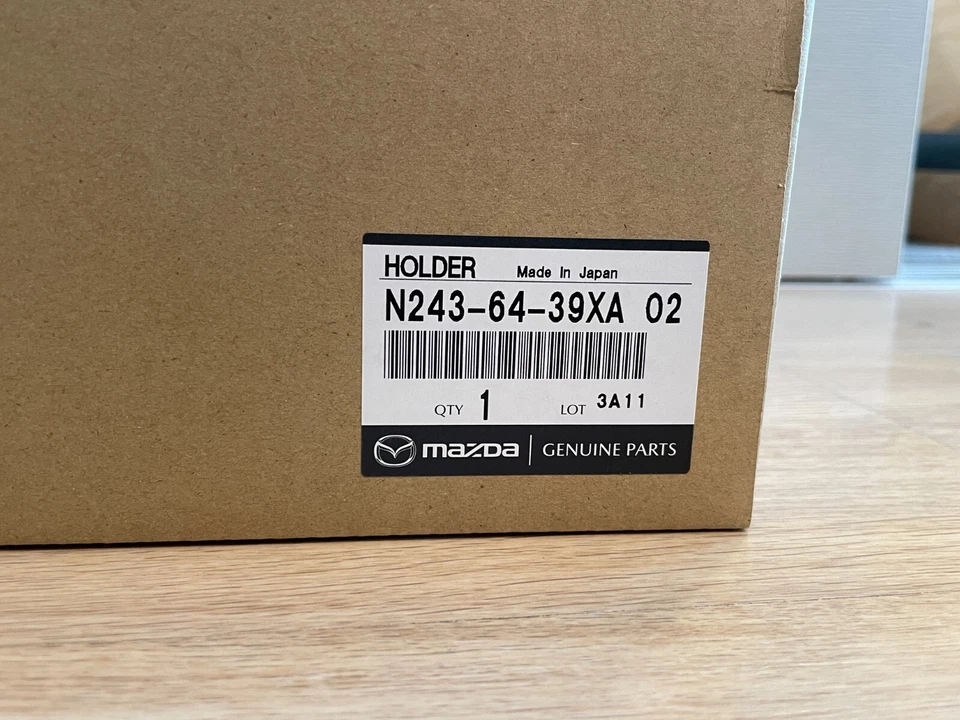 HOLDER Made In Japan
N243-64-39XA 02
QTY 1 LOT 3A11
mazda GENUINE PARTS